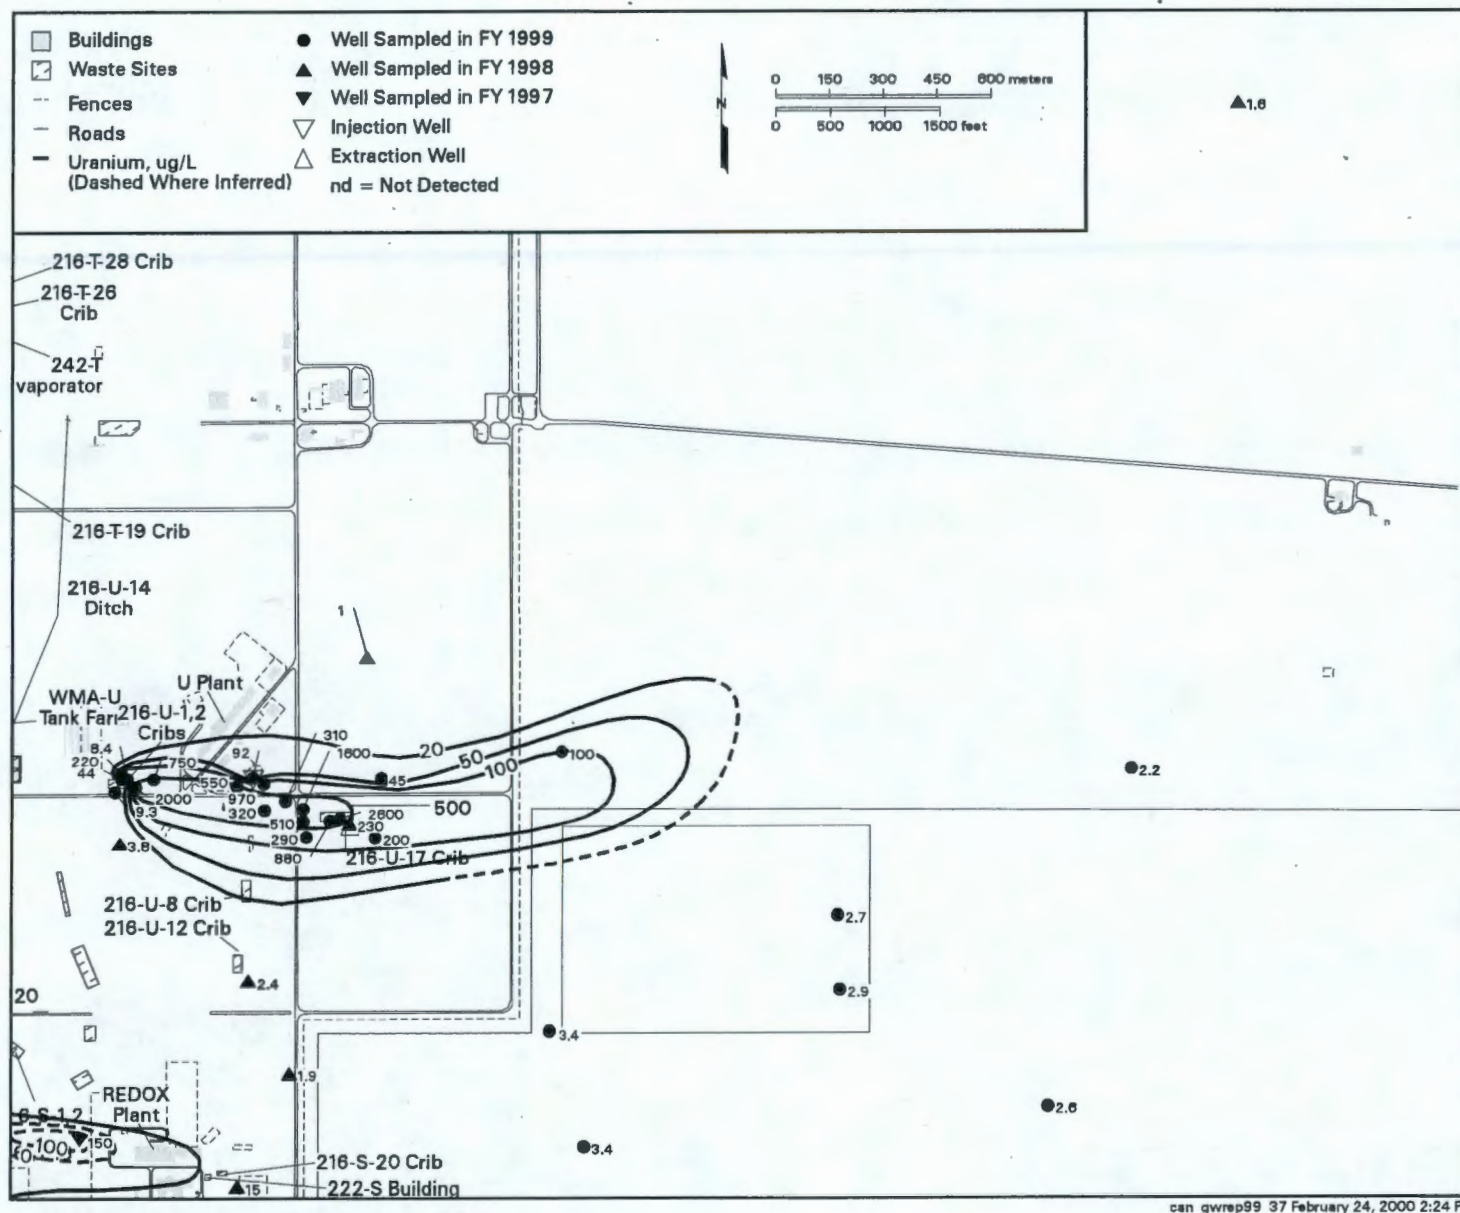 Buildings
Waste Sites
Fences
Roads
Uranium, ug/L
(Dashed Where Inferred)
Well Sampled in FY 1999
Well Sampled in FY 1998
Well Sampled in FY 1997
Injection Well
Extraction Well
nd = Not Detected
N
0 150 300 450 600 meters
0 500 1000 1500 feet
1.6
216-T-28 Crib
216-T-26
Crib
242-T
vaporator
216-T-19 Crib
216-U-14
Ditch
1
U Plant
WMA-U
Tank Farm
216-U-1,2
Cribs
8.4
220
44
750
92
310
1600
20
50
100
100
45
550
2000
970
9.3
320
500
510
2600
230
290
200
880
3.8
216-U-17 Crib
2.2
216-U-8 Crib
216-U-12 Crib
2.7
2.4
2.9
20
3.4
1.9
REDOX
Plant
6-S-1,2
2.6
100
150
0
3.4
216-S-20 Crib
222-S Building
15
can_gwrep99_37 February 24, 2000 2:24 P